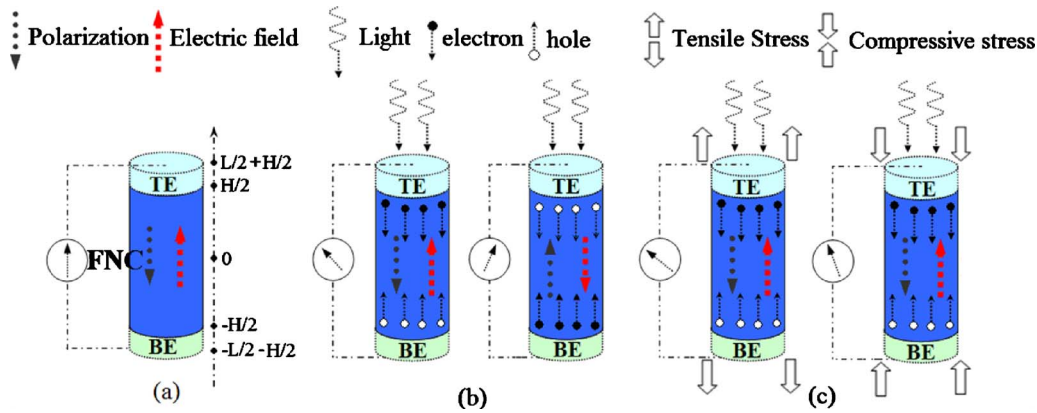 Polarization Electric field Light electron hole Tensile Stress Compressive stress
L/2+H/2
TE
H/2
FNC
0
-H/2
BE
-L/2-H/2
(a)
TE
BE
TE
BE
(b)
TE
BE
TE
BE
(c)